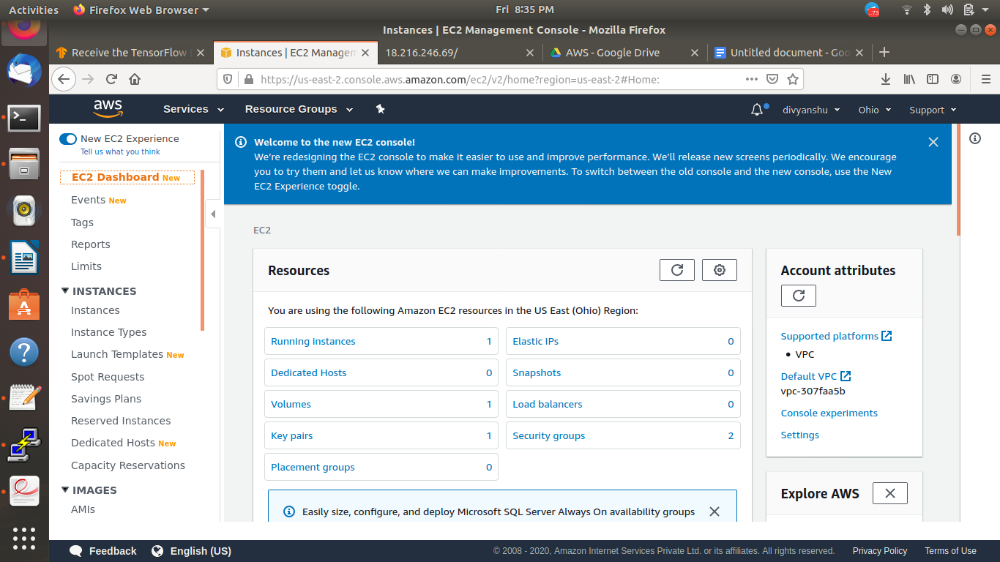 Activities
Firefox Web Browser
Fri 8:35 PM
73
Instances | EC2 Management Console - Mozilla Firefox
Receive the TensorFlow D
Instances | EC2 Managem
18.216.246.69/
AWS - Google Drive
Untitled document - Goo
https://us-east-2.console.aws.amazon.com/ec2/v2/home?region=us-east-2#Home:
aws
Services
Resource Groups
divyanshu
Ohio
Support
New EC2 Experience
Tell us what you think
EC2 Dashboard New
Events New
Tags
Reports
Limits
INSTANCES
Instances
Instance Types
Launch Templates New
Spot Requests
Savings Plans
Reserved Instances
Dedicated Hosts New
Capacity Reservations
IMAGES
AMIs
Welcome to the new EC2 console!
We're redesigning the EC2 console to make it easier to use and improve performance. We'll release new screens periodically. We encourage
you to try them and let us know where we can make improvements. To switch between the old console and the new console, use the New
EC2 Experience toggle.
EC2
Resources
You are using the following Amazon EC2 resources in the US East (Ohio) Region:
Running instances 1
Elastic IPs 0
Dedicated Hosts 0
Snapshots 0
Volumes 1
Load balancers 0
Key pairs 1
Security groups 2
Placement groups 0
Easily size, configure, and deploy Microsoft SQL Server Always On availability groups
Account attributes
Supported platforms
• VPC
Default VPC
vpc-307faa5b
Console experiments
Settings
Explore AWS
Feedback
English (US)
© 2008 - 2020, Amazon Internet Services Private Ltd. or its affiliates. All rights reserved.
Privacy Policy
Terms of Use